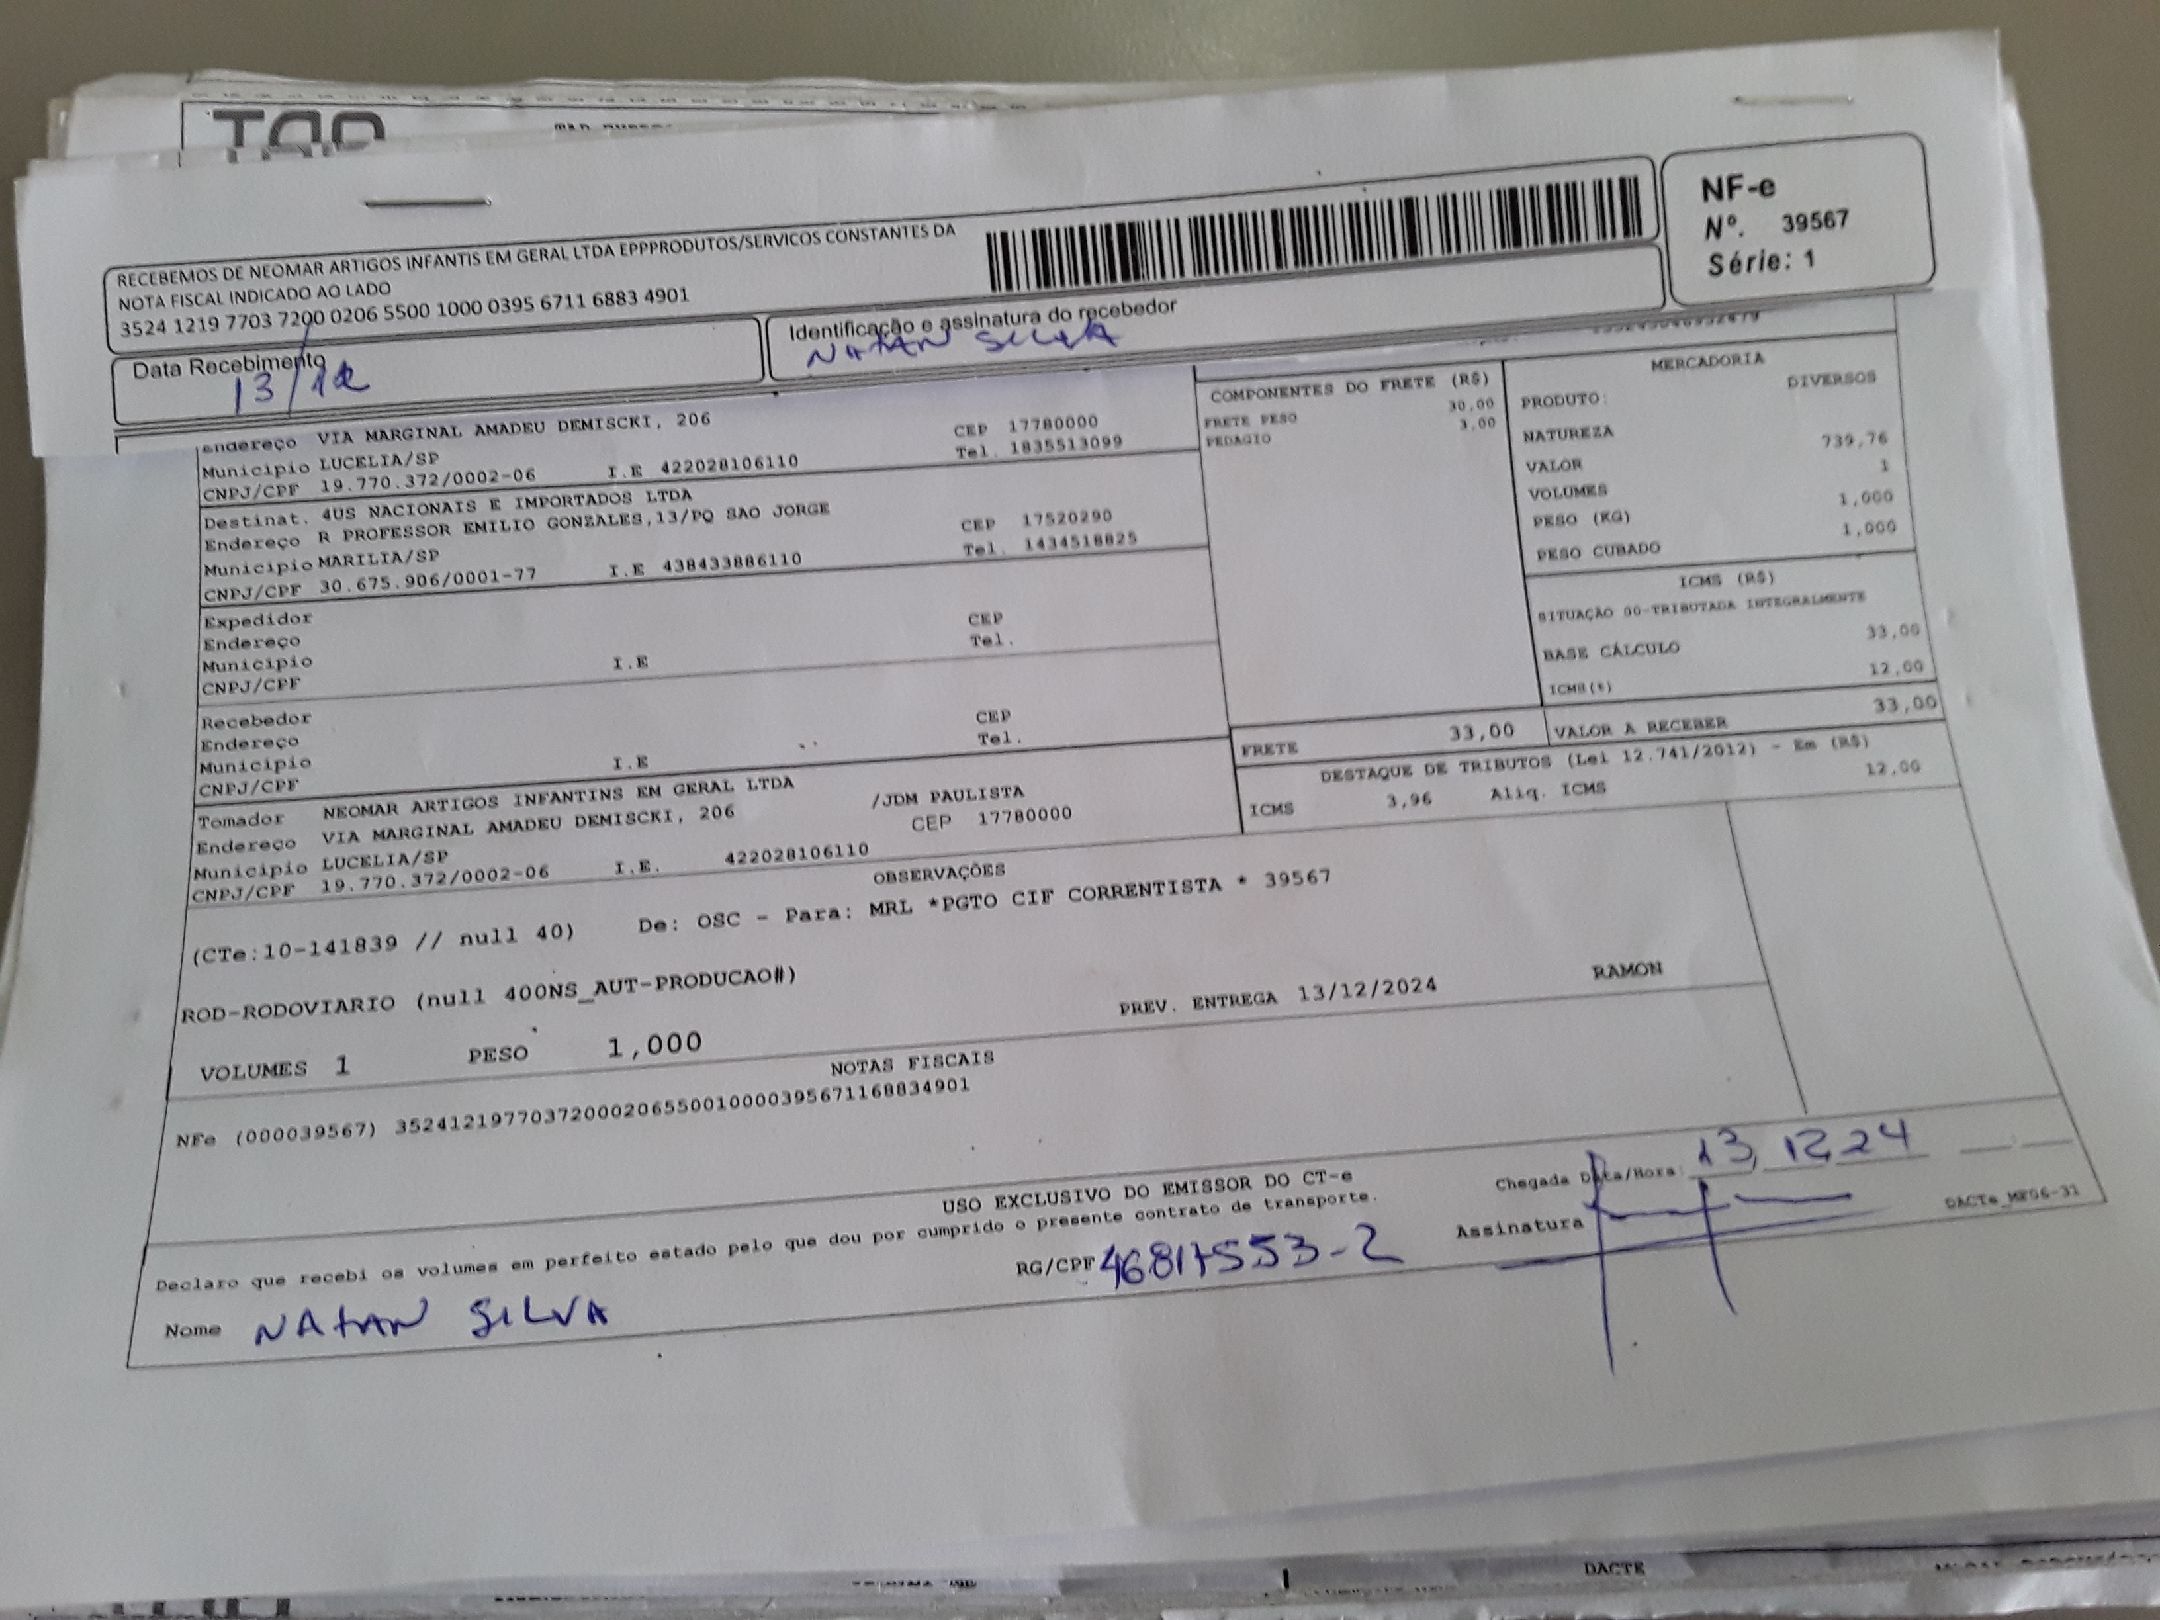 RECEBEMOS DE NEOMAR ARTIGOS INFANTIS EM GERAL LTDA EPPPRODUTOS/SERVICOS CONSTANTES DA
NOTA FISCAL INDICADO AO LADO
3524 1219 7703 7200 0206 5500 1000 0395 6711 6883 4901
NF-e
Nº. 39567
Série: 1
Data Recebimento
13/12
Identificação e assinatura do recebedor
NATAN SILVA
Endereço VIA MARGINAL AMADEU DEMISCKI, 206 CEP 17780000
Municipio LUCELIA/SP Tel. 1835513099
CNPJ/CPF 19.770.372/0002-06 I.E 422028106110
Destinat. 4US NACIONAIS E IMPORTADOS LTDA
Endereço R PROFESSOR EMILIO GONZALES,13/PQ SAO JORGE CEP 17520290
Municipio MARILIA/SP Tel. 1434518825
CNPJ/CPF 30.675.906/0001-77 I.E 438433886110
Expedidor
Endereço CEP
Municipio Tel.
CNPJ/CPF I.E
Recebedor
Endereço CEP
Municipio Tel.
CNPJ/CPF I.E
Tomador NEOMAR ARTIGOS INFANTINS EM GERAL LTDA
Endereço VIA MARGINAL AMADEU DEMISCKI, 206 /JDM PAULISTA
Municipio LUCELIA/SP CEP 17780000
CNPJ/CPF 19.770.372/0002-06 I.E. 422028106110
COMPONENTES DO FRETE (R$)
FRETE PESO 30,00
PEDAGIO 3,00
MERCADORIA
PRODUTO: DIVERSOS
NATUREZA
VALOR 739,76
VOLUMES 1
PESO (KG) 1,000
PESO CUBADO 1,000
ICMS (R$)
SITUAÇÃO 00-TRIBUTADA INTEGRALMENTE
BASE CÁLCULO 33,00
ICMS(%) 12,00
FRETE 33,00 VALOR A RECEBER 33,00
DESTAQUE DE TRIBUTOS (Lei 12.741/2012) - Em (R$)
ICMS 3,96 Aliq. ICMS 12,00
OBSERVAÇÕES
(CTe:10-141839 // null 40) De: OSC - Para: MRL *PGTO CIF CORRENTISTA * 39567
ROD-RODOVIARIO (null 400NS_AUT-PRODUCAO#)
VOLUMES 1 PESO 1,000 PREV. ENTREGA 13/12/2024 RAMON
NOTAS FISCAIS
NFe (000039567) 35241219770372000206550010000395671168834901
USO EXCLUSIVO DO EMISSOR DO CT-e
Declaro que recebi os volumes em perfeito estado pelo que dou por cumprido o presente contrato de transporte.
Chegada Data/Hora: 13, 12, 24
Nome NATAN SILVA RG/CPF Assinatura
DACTe_MF06-31
DACTE